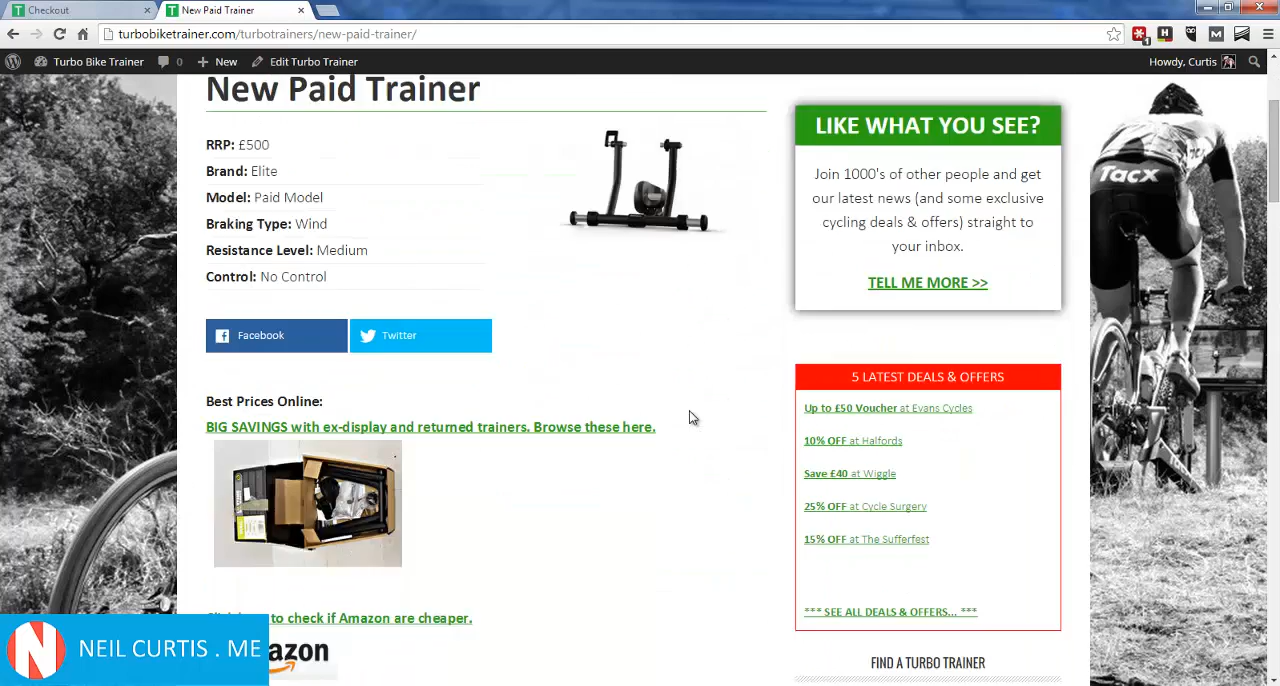 Checkout
New Paid Trainer
turbobiketrainer.com/turbotrainers/new-paid-trainer/
Turbo Bike Trainer 0 New Edit Turbo Trainer Howdy, Curtis
New Paid Trainer
RRP: £500
Brand: Elite
Model: Paid Model
Braking Type: Wind
Resistance Level: Medium
Control: No Control
Facebook Twitter
Best Prices Online:
BIG SAVINGS with ex-display and returned trainers. Browse these here.
to check if Amazon are cheaper.
azon
NEIL CURTIS . ME
LIKE WHAT YOU SEE?
Join 1000's of other people and get
our latest news (and some exclusive
cycling deals & offers) straight to
your inbox.
TELL ME MORE >>
5 LATEST DEALS & OFFERS
Up to £50 Voucher at Evans Cycles
10% OFF at Halfords
Save £40 at Wiggle
25% OFF at Cycle Surgery
15% OFF at The Sufferfest
*** SEE ALL DEALS & OFFERS... ***
FIND A TURBO TRAINER
Tacx